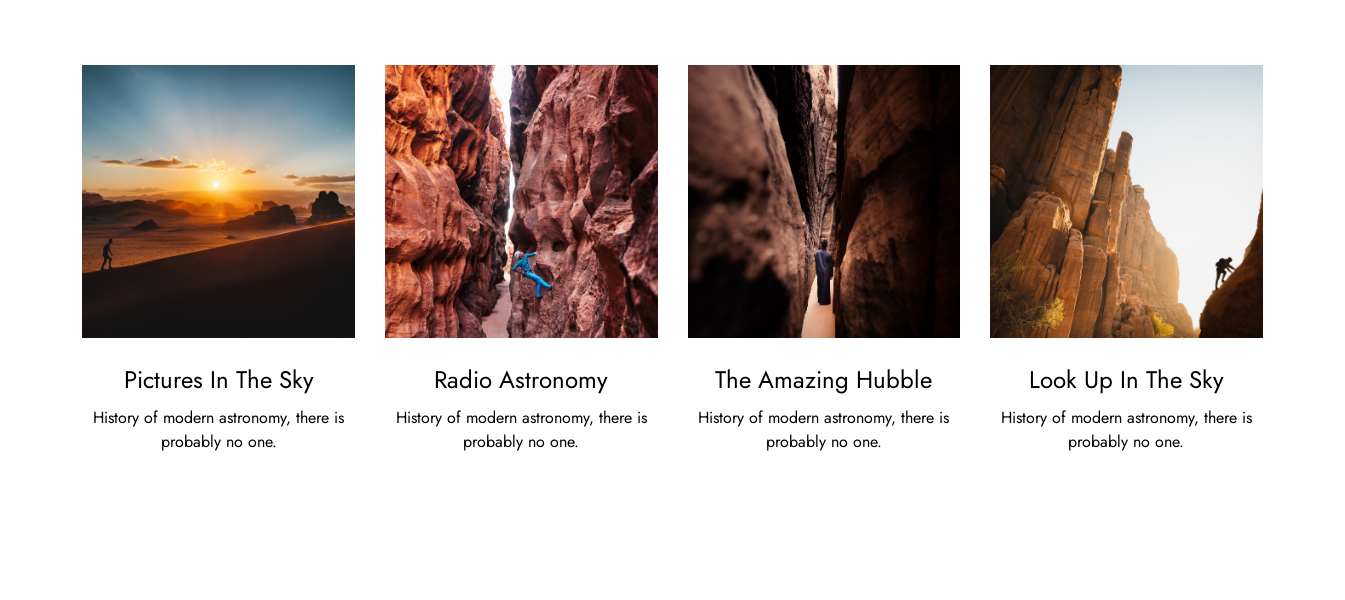 Pictures In The Sky
History of modern astronomy, there is
probably no one.
Radio Astronomy
History of modern astronomy, there is
probably no one.
The Amazing Hubble
History of modern astronomy, there is
probably no one.
Look Up In The Sky
History of modern astronomy, there is
probably no one.